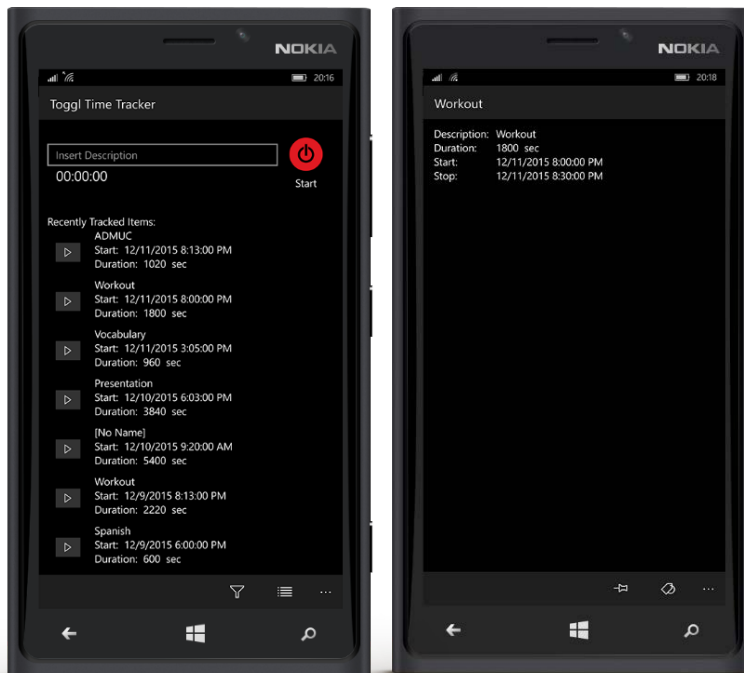 NOKIA
20:16
Toggl Time Tracker
Insert Description
00:00:00
Start
Recently Tracked Items:
ADMUC
Start: 12/11/2015 8:13:00 PM
Duration: 1020 sec
Workout
Start: 12/11/2015 8:00:00 PM
Duration: 1800 sec
Vocabulary
Start: 12/11/2015 3:05:00 PM
Duration: 960 sec
Presentation
Start: 12/10/2015 6:03:00 PM
Duration: 3840 sec
[No Name]
Start: 12/10/2015 9:20:00 AM
Duration: 5400 sec
Workout
Start: 12/9/2015 8:13:00 PM
Duration: 2220 sec
Spanish
Start: 12/9/2015 6:00:00 PM
Duration: 600 sec
NOKIA
20:18
Workout
Description: Workout
Duration: 1800 sec
Start: 12/11/2015 8:00:00 PM
Stop: 12/11/2015 8:30:00 PM